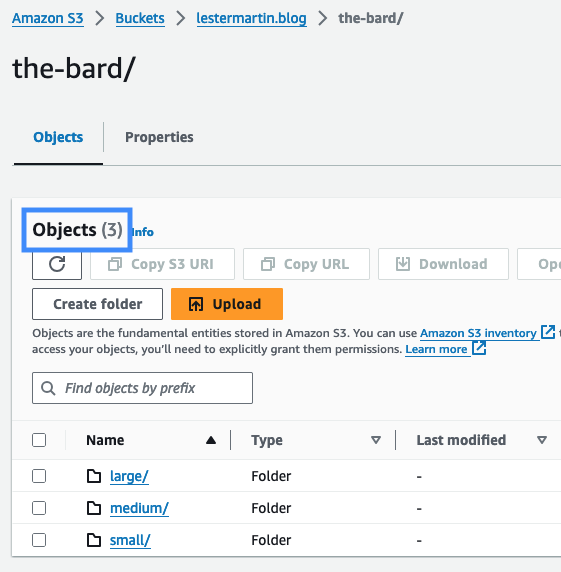 Amazon S3 > Buckets > lestermartin.blog > the-bard/
the-bard/
Objects Properties
Objects (3) Info
Copy S3 URI Copy URL Download Ope
Create folder Upload
Objects are the fundamental entities stored in Amazon S3. You can use Amazon S3 inventory
access your objects, you'll need to explicitly grant them permissions. Learn more
Find objects by prefix
Name Type Last modified
large/ Folder -
medium/ Folder -
small/ Folder -